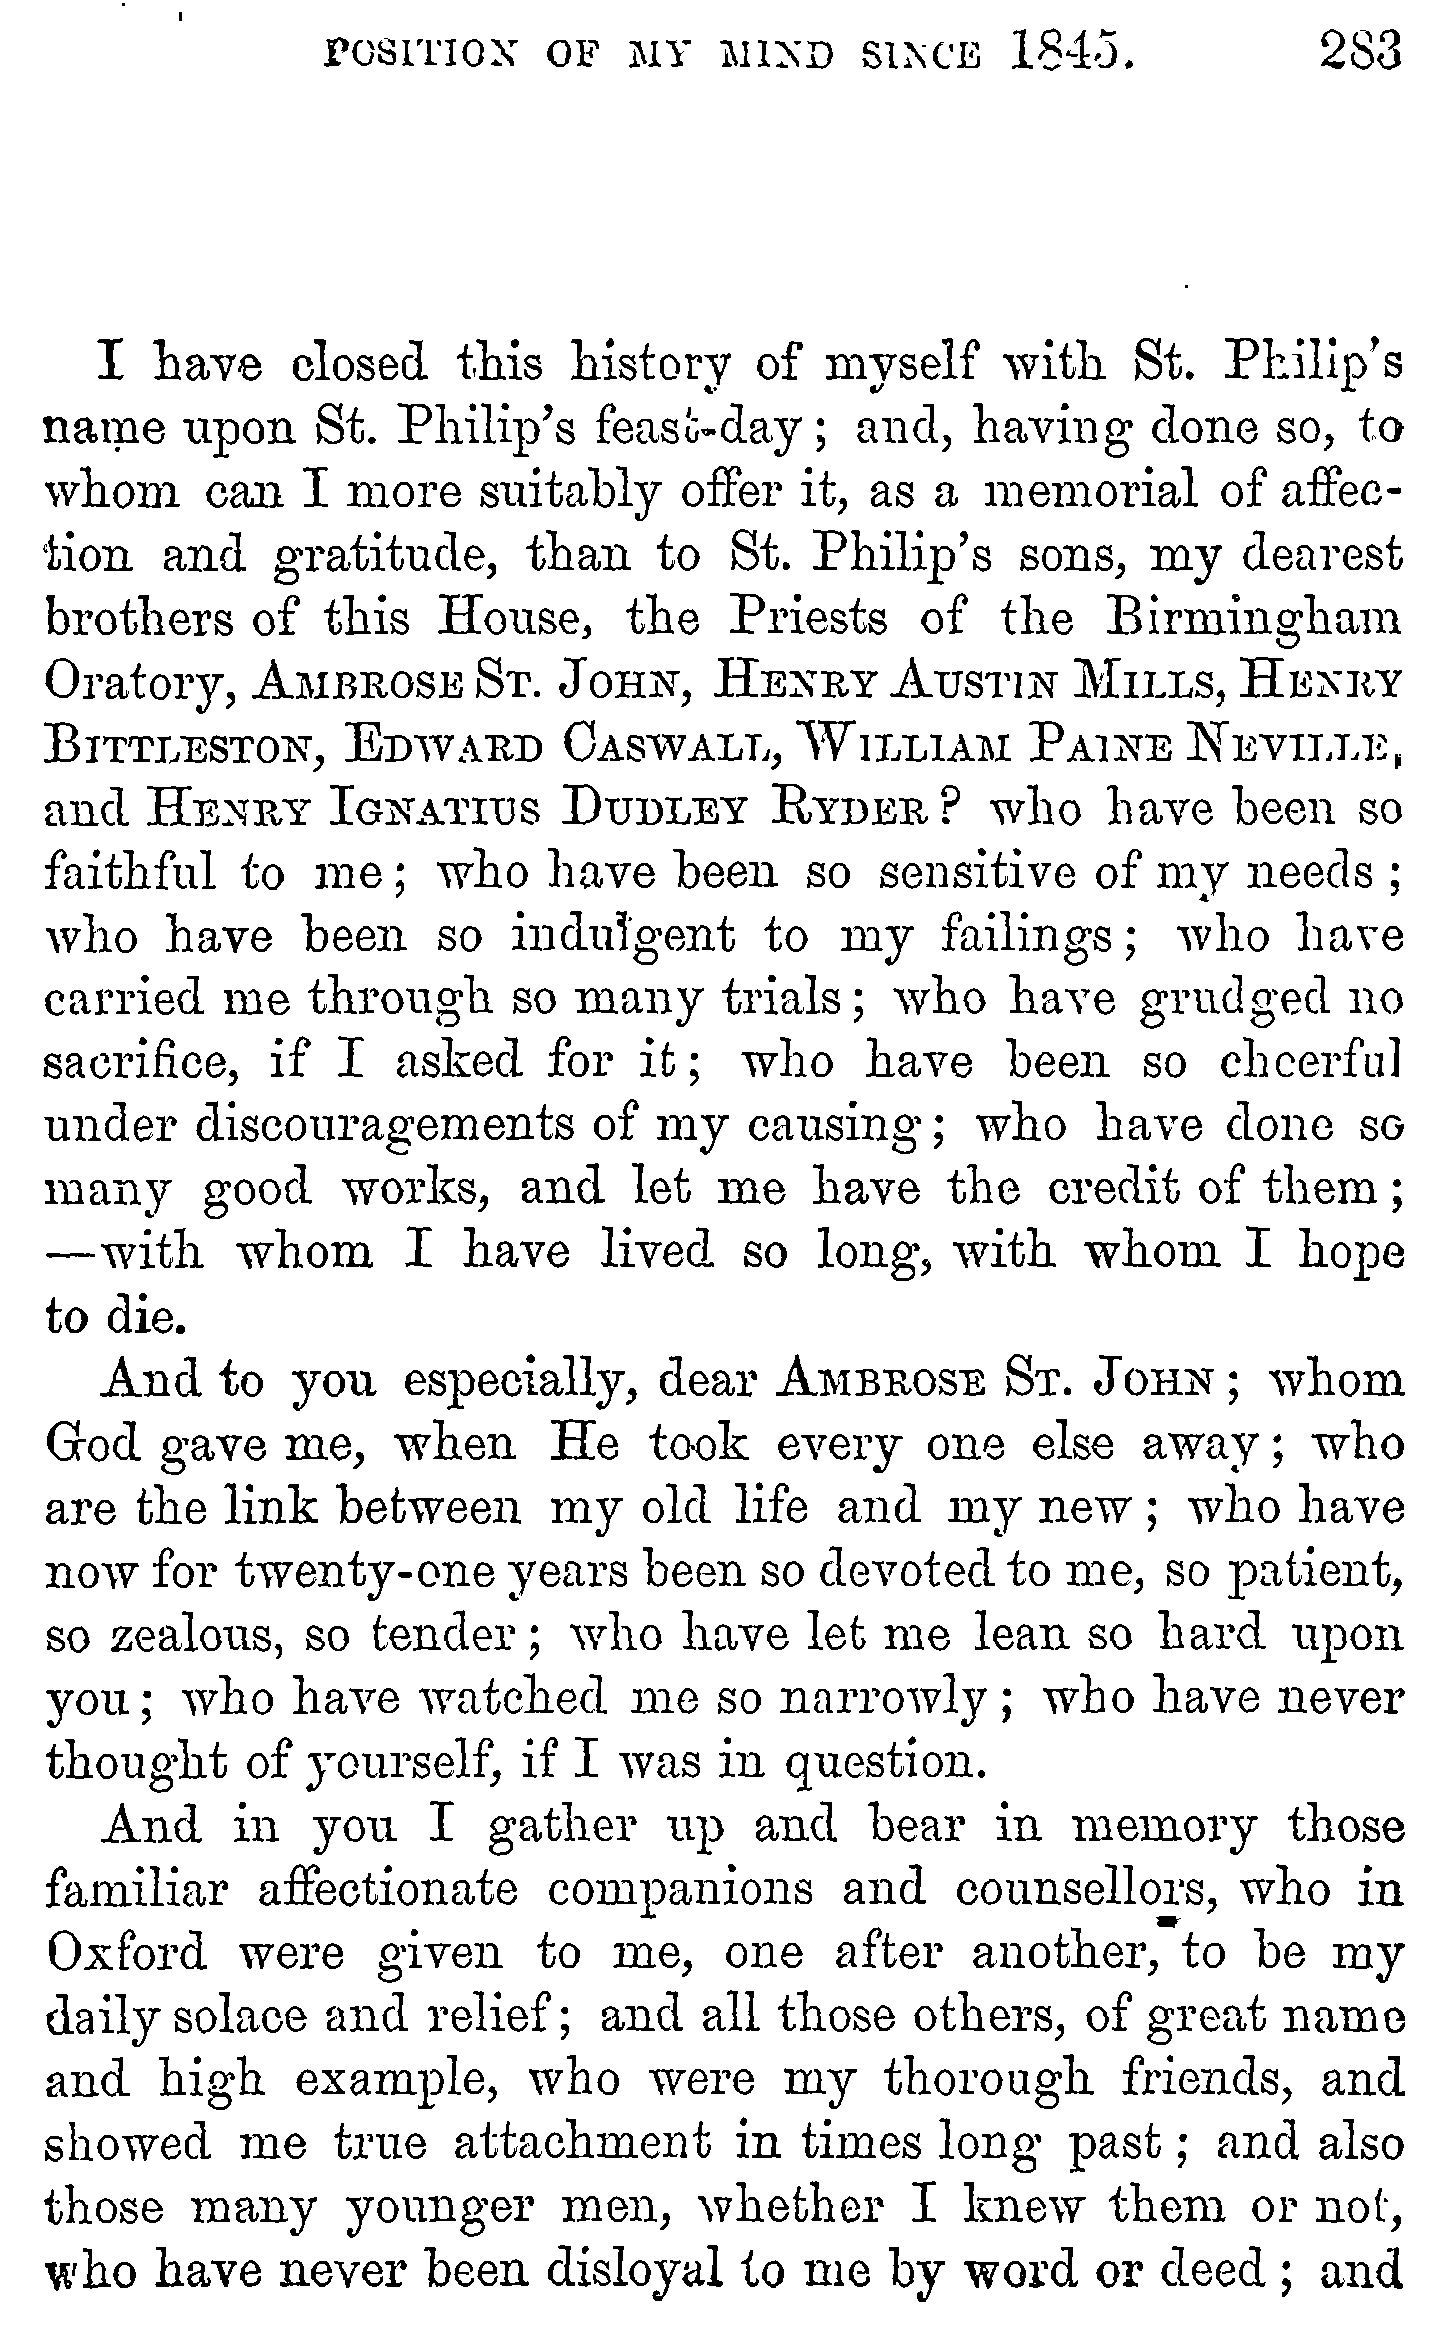 POSITION OF MY MIND SINCE 1845. 283
I have closed this history of myself with St. Philip's
name upon St. Philip's feast-day; and, having done so, to
whom can I more suitably offer it, as a memorial of affec-
tion and gratitude, than to St. Philip's sons, my dearest
brothers of this House, the Priests of the Birmingham
Oratory, AMBROSE ST. JOHN, HENRY AUSTIN MILLS, HENRY
BITTLESTON, EDWARD CASWALL, WILLIAM PAINE NEVILLE,
and HENRY IGNATIUS DUDLEY RYDER? who have been so
faithful to me; who have been so sensitive of my needs;
who have been so indulgent to my failings; who have
carried me through so many trials; who have grudged no
sacrifice, if I asked for it; who have been so cheerful
under discouragements of my causing; who have done so
many good works, and let me have the credit of them;
—with whom I have lived so long, with whom I hope
to die.
And to you especially, dear AMBROSE ST. JOHN; whom
God gave me, when He took every one else away; who
are the link between my old life and my new; who have
now for twenty-one years been so devoted to me, so patient,
so zealous, so tender; who have let me lean so hard upon
you; who have watched me so narrowly; who have never
thought of yourself, if I was in question.
And in you I gather up and bear in memory those
familiar affectionate companions and counsellors, who in
Oxford were given to me, one after another, to be my
daily solace and relief; and all those others, of great name
and high example, who were my thorough friends, and
showed me true attachment in times long past; and also
those many younger men, whether I knew them or not,
who have never been disloyal to me by word or deed; and